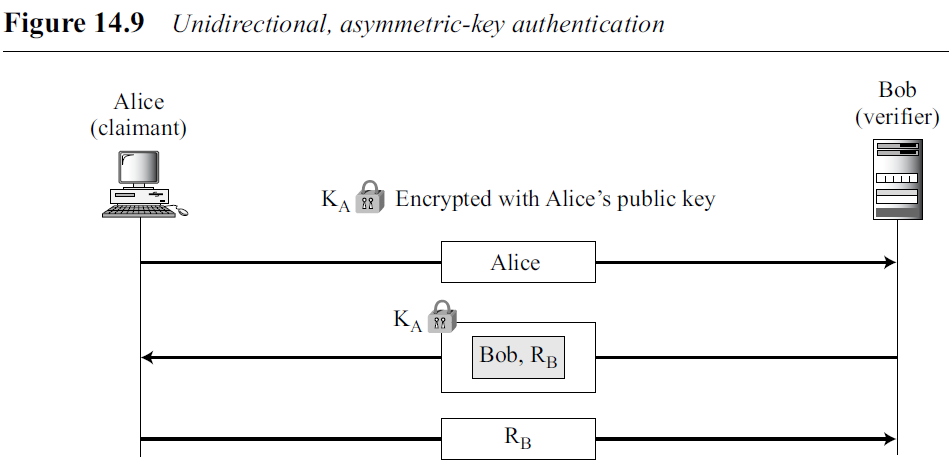 Figure 14.9 Unidirectional, asymmetric-key authentication
Alice
(claimant)
Bob
(verifier)
KA Encrypted with Alice’s public key
Alice
KA
Bob, RB
RB